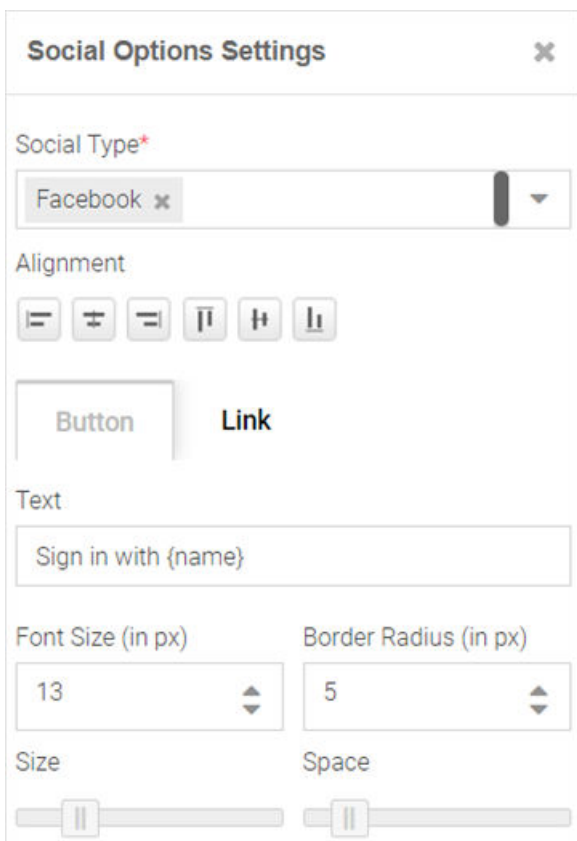 Social Options Settings
Social Type*
Facebook
Alignment
Button Link
Text
Sign in with {name}
Font Size (in px) Border Radius (in px)
13 5
Size Space